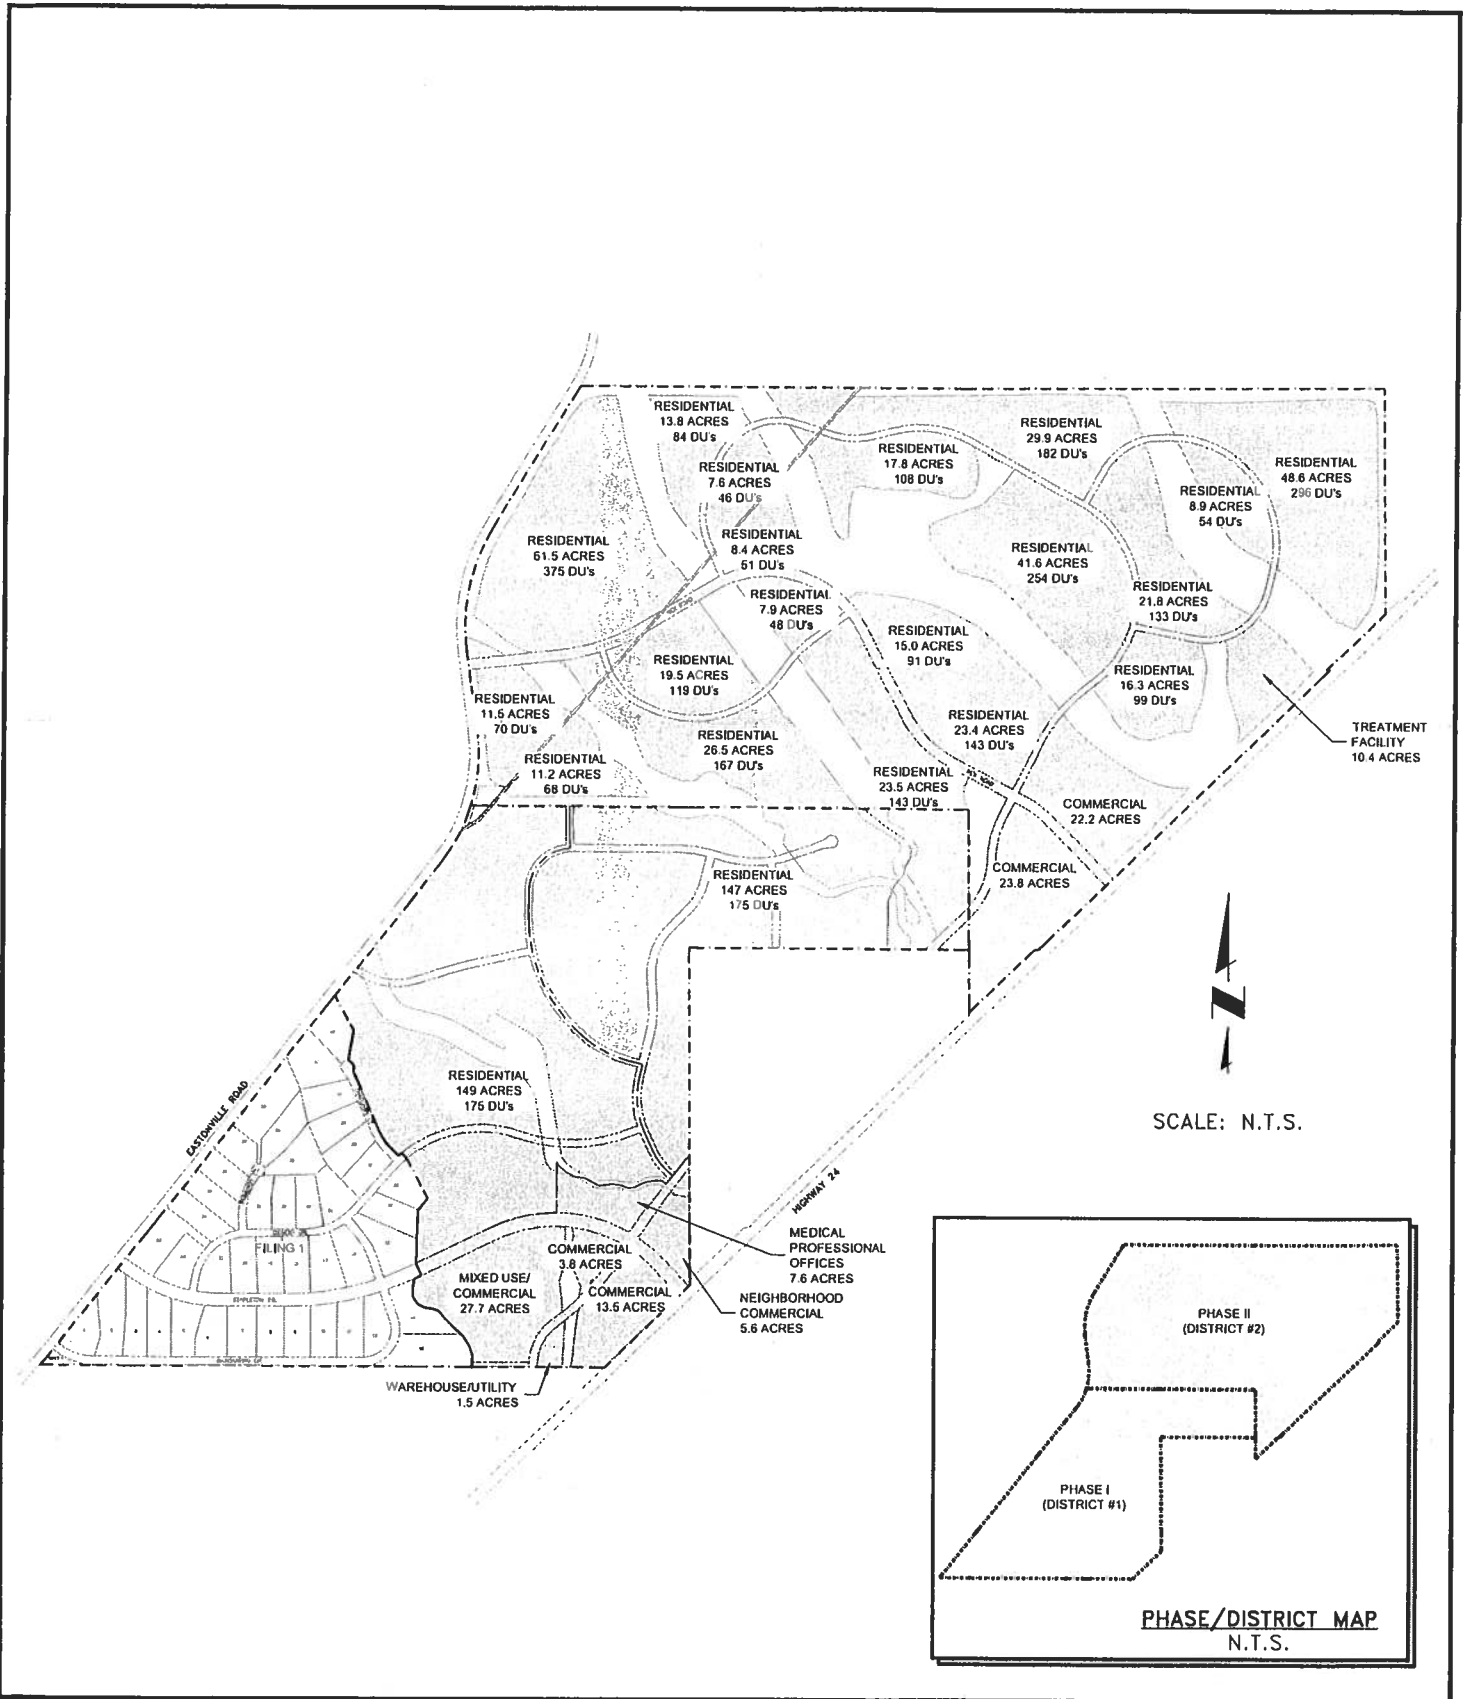 RESIDENTIAL
13.8 ACRES
84 DU's
RESIDENTIAL
29.9 ACRES
182 DU's
RESIDENTIAL
17.8 ACRES
108 DU's
RESIDENTIAL
7.6 ACRES
46 DU's
RESIDENTIAL
48.6 ACRES
296 DU's
RESIDENTIAL
8.9 ACRES
54 DU's
RESIDENTIAL
61.5 ACRES
375 DU's
RESIDENTIAL
8.4 ACRES
51 DU's
RESIDENTIAL
41.6 ACRES
254 DU's
RESIDENTIAL
7.9 ACRES
48 DU's
RESIDENTIAL
21.8 ACRES
133 DU's
RESIDENTIAL
15.0 ACRES
91 DU's
RESIDENTIAL
19.5 ACRES
119 DU's
RESIDENTIAL
16.3 ACRES
99 DU's
RESIDENTIAL
11.5 ACRES
70 DU's
RESIDENTIAL
23.4 ACRES
143 DU's
RESIDENTIAL
26.5 ACRES
167 DU's
TREATMENT
FACILITY
10.4 ACRES
RESIDENTIAL
11.2 ACRES
68 DU's
RESIDENTIAL
23.5 ACRES
143 DU's
COMMERCIAL
22.2 ACRES
COMMERCIAL
23.8 ACRES
RESIDENTIAL
147 ACRES
175 DU's
RESIDENTIAL
149 ACRES
175 DU's
EASTONVILLE ROAD
SCALE: N.T.S.
HIGHWAY 24
FILING 1
MEDICAL
PROFESSIONAL
OFFICES
7.6 ACRES
COMMERCIAL
3.8 ACRES
MIXED USE/
COMMERCIAL
27.7 ACRES
COMMERCIAL
13.5 ACRES
NEIGHBORHOOD
COMMERCIAL
5.6 ACRES
WAREHOUSE/UTILITY
1.5 ACRES
PHASE II
(DISTRICT #2)
PHASE I
(DISTRICT #1)
PHASE/DISTRICT MAP
N.T.S.